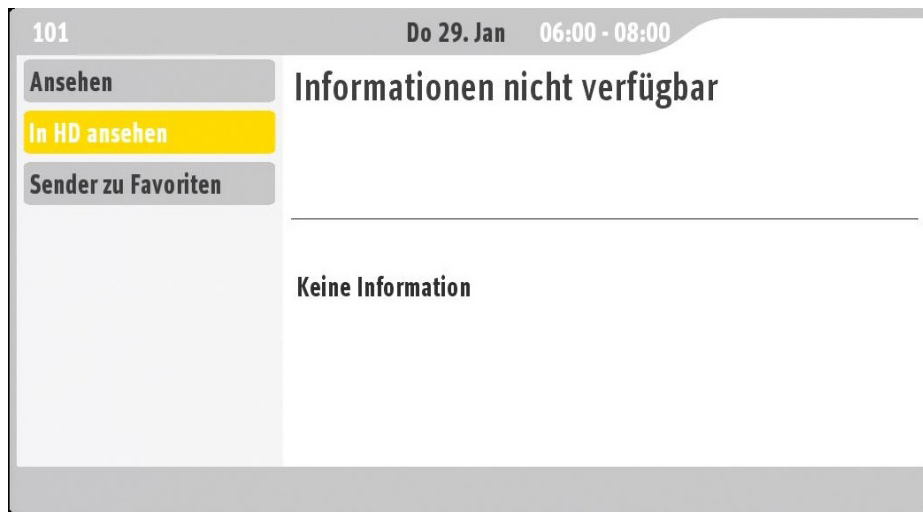 101 Do 29. Jan 06:00 - 08:00
Ansehen
In HD ansehen
Sender zu Favoriten
Informationen nicht verfügbar
Keine Information